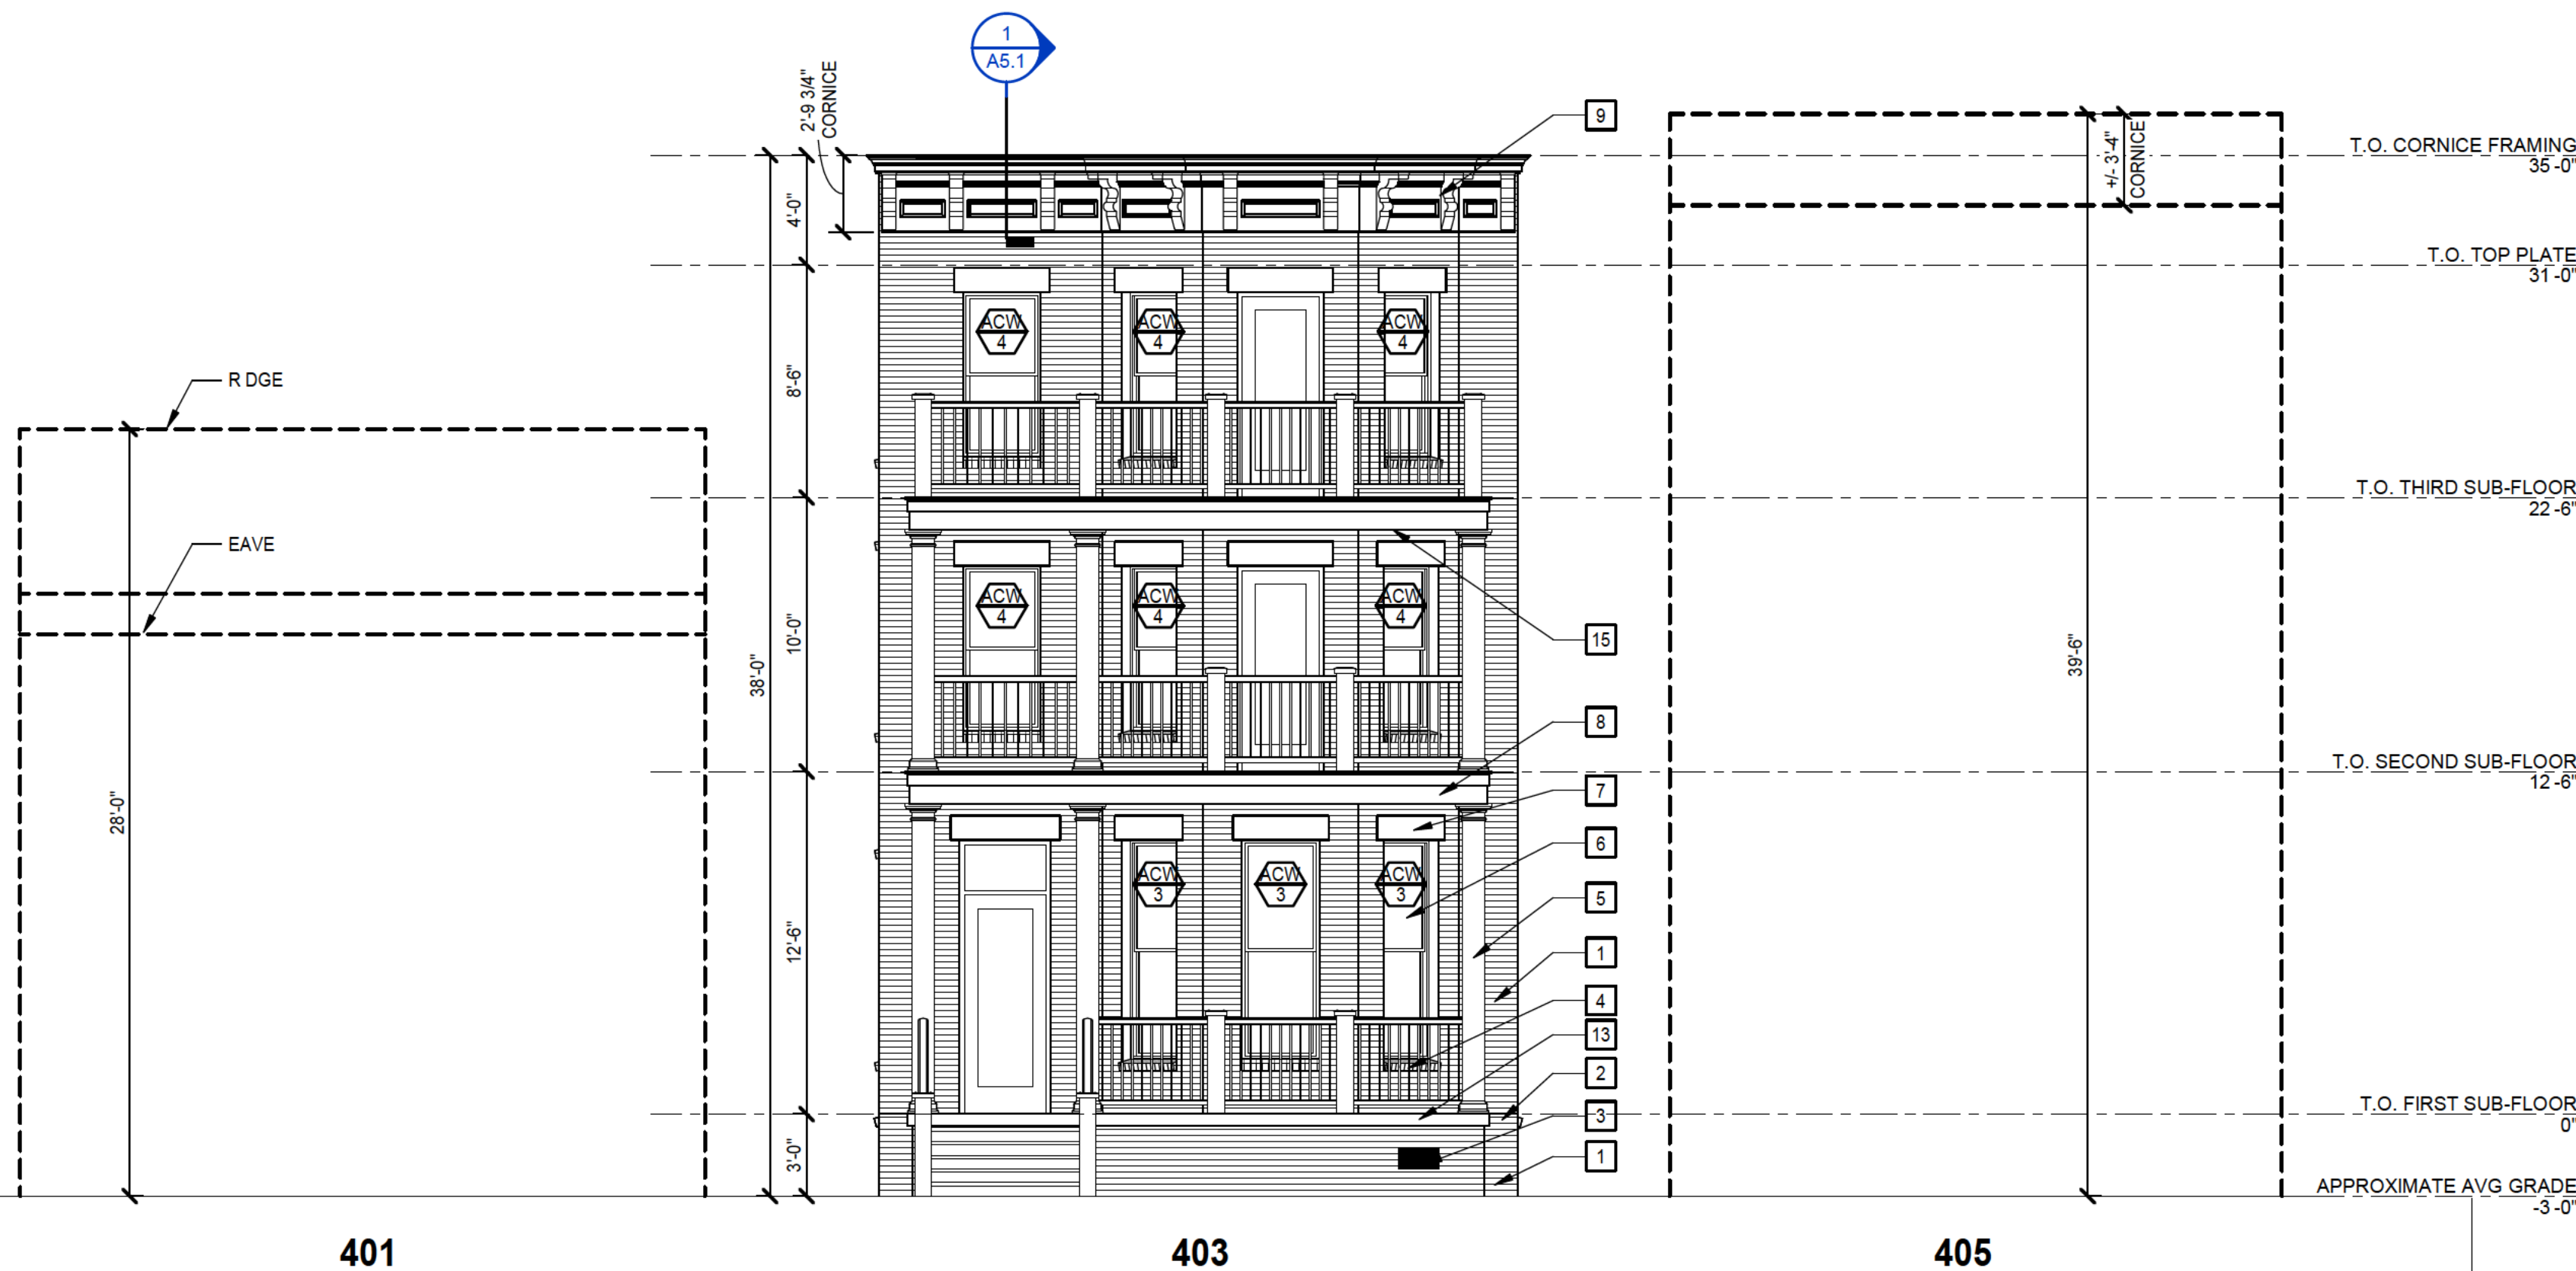 1
A5.1
2'-9 3/4"
CORNICE
9
+/- 3'-4"
CORNICE
T.O. CORNICE FRAMING
35 -0"
4'-0"
T.O. TOP PLATE
31 -0"
ACW
4
ACW
4
ACW
4
8'-6"
R DGE
T.O. THIRD SUB-FLOOR
22 -6"
EAVE
ACW
4
ACW
4
ACW
4
10'-0"
15
38'-0"
39'-6"
8
T.O. SECOND SUB-FLOOR
12 -6"
7
28'-0"
6
ACW
3
ACW
3
ACW
3
5
12'-6"
1
4
13
2
T.O. FIRST SUB-FLOOR
0"
3
3'-0"
1
APPROXIMATE AVG GRADE
-3 -0"
401
403
405